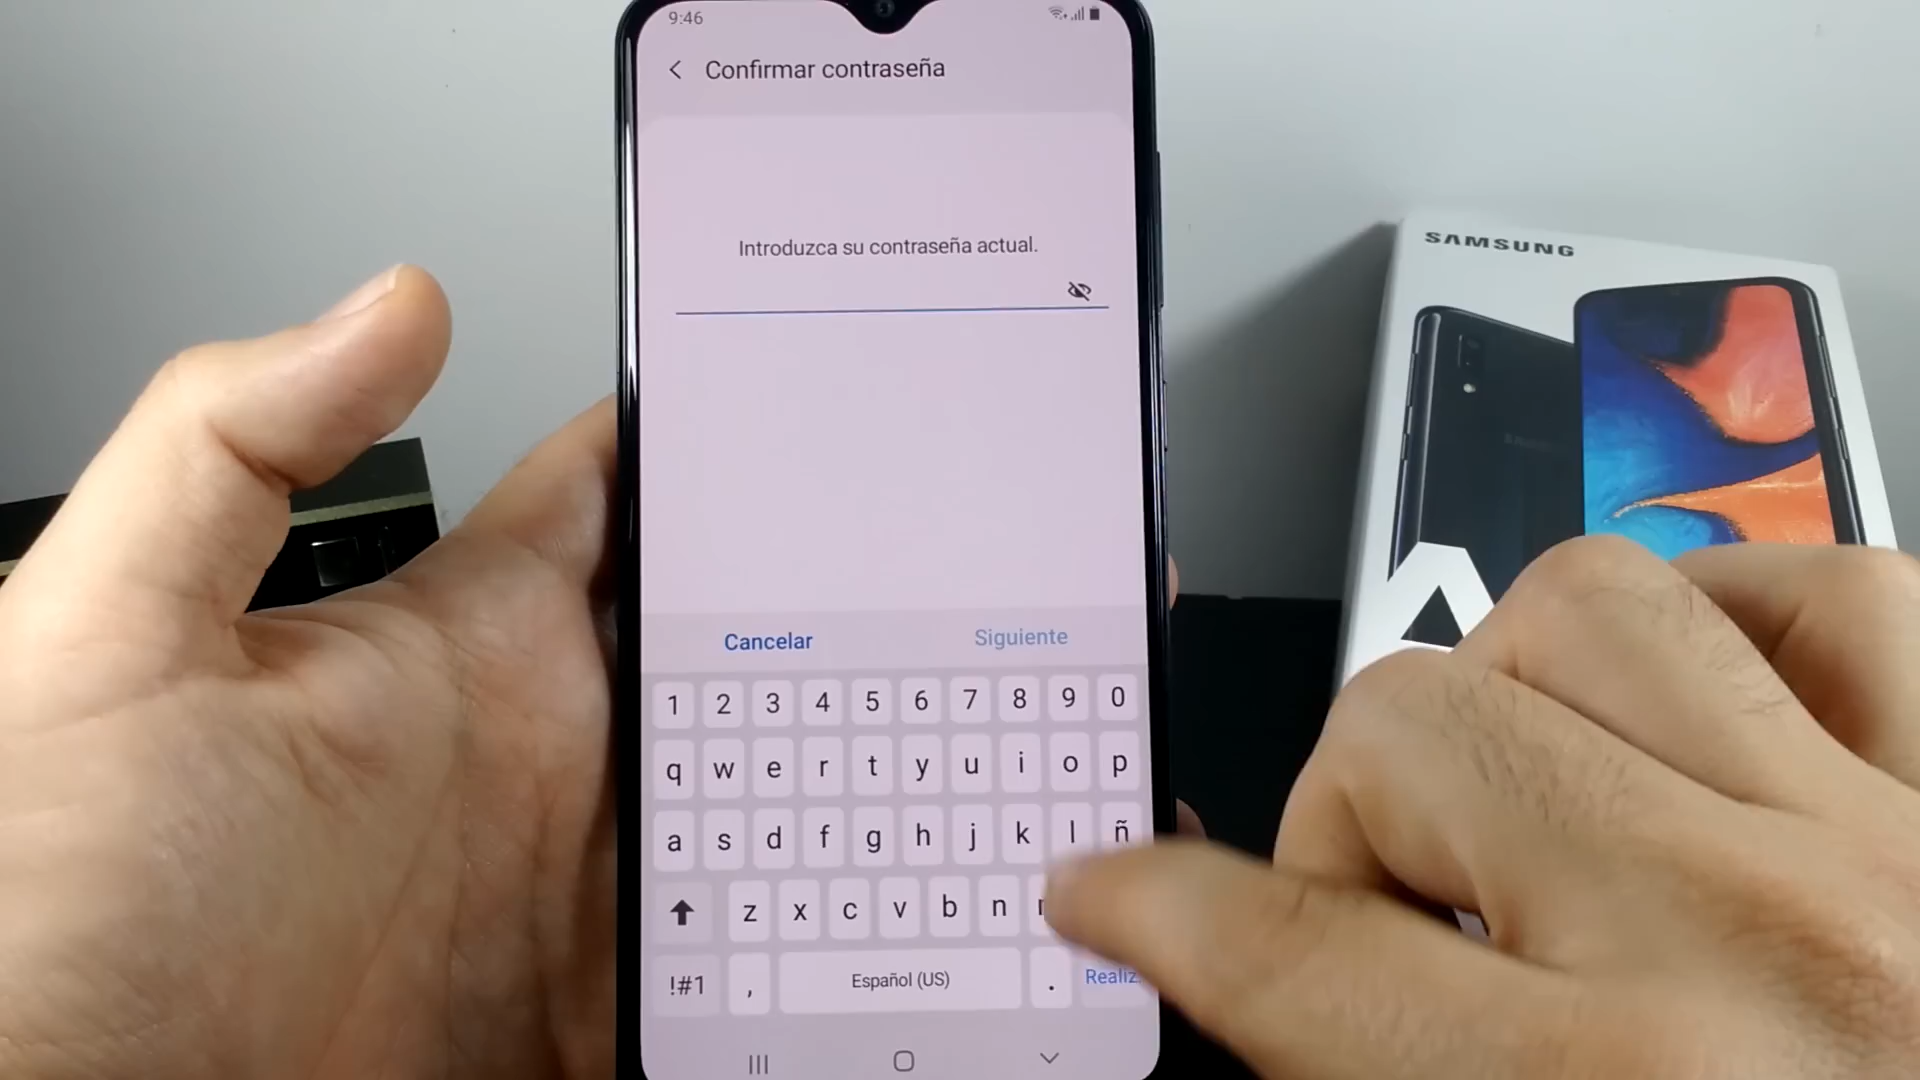 9:46
Confirmar contraseña
Introduzca su contraseña actual.
Cancelar Siguiente
1 2 3 4 5 6 7 8 9 0
q w e r t y u i o p
a s d f g h j k l ñ
z x c v b n
!#1 , Español (US) .
SAMSUNG